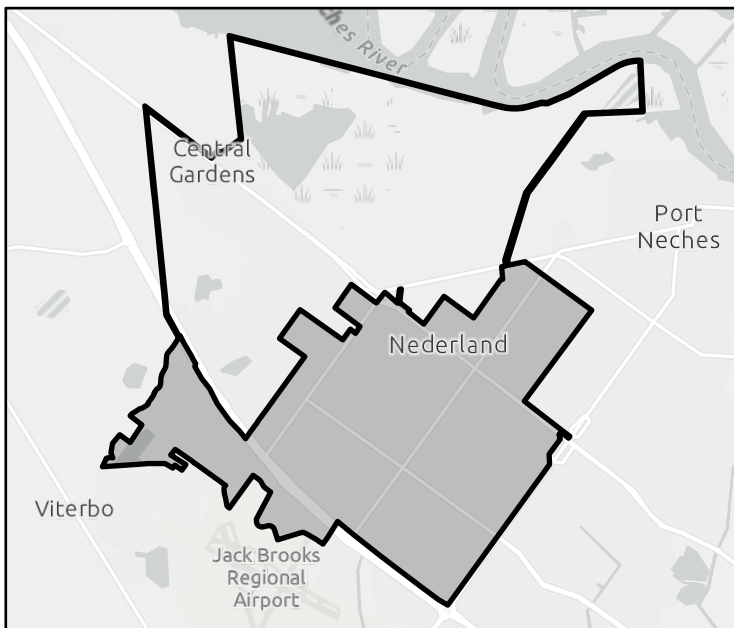 ches River
Central
Gardens
Port
Neches
Nederland
Viterbo
Jack Brooks
Regional
Airport